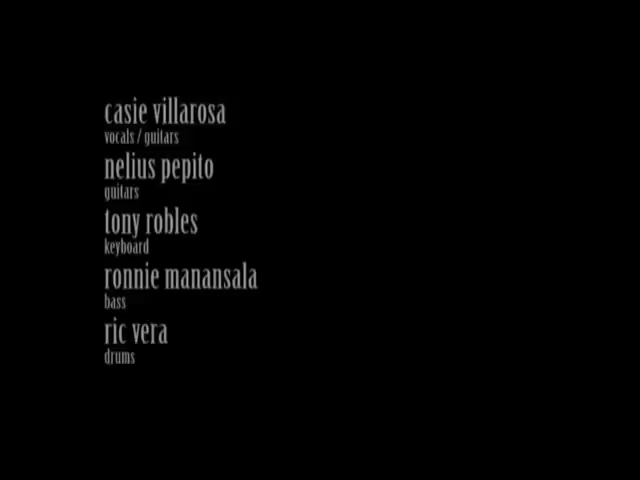 casie villarosa
vocals / guitars
nelius pepito
guitars
tony robles
keyboard
ronnie manansala
bass
ric vera
drums